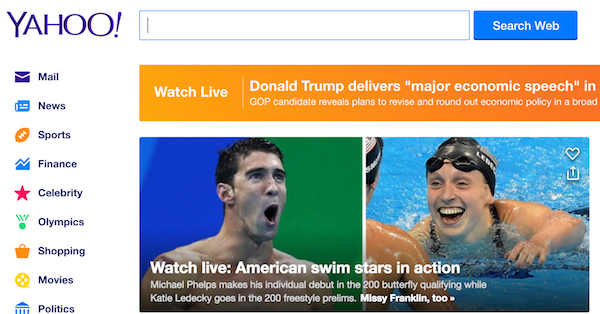 YAHOO!
Search Web
Mail
News
Sports
Finance
Celebrity
Olympics
Shopping
Movies
Politics
Watch Live
Donald Trump delivers "major economic speech" in
GOP candidate reveals plans to revise and round out economic policy in a broad
LEDEC
Watch live: American swim stars in action
Michael Phelps makes his individual debut in the 200 butterfly qualifying while
Katie Ledecky goes in the 200 freestyle prelims. Missy Franklin, too »